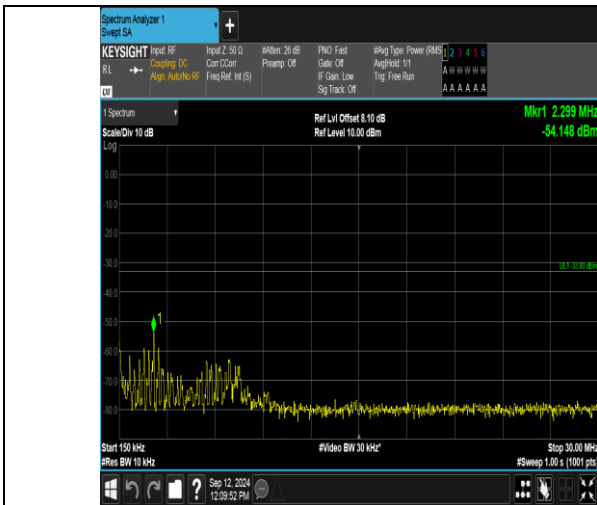 Spectrum Analyzer 1
Swept SA
+
KEYSIGHT
RL
LXI
Input: RF
Coupling: DC
Align: Auto/No RF
Input Z: 50 Ω
Corr CCorr
Freq Ref: Int (S)
#Atten: 26 dB
Preamp: Off
PNO: Fast
Gate: Off
IF Gain: Low
Sig Track: Off
#Avg Type: Power (RMS
Avg|Hold: 1/1
Trig: Free Run
1 2 3 4 5 6
A W W W W W
A A A A A A
1 Spectrum
Scale/Div 10 dB
Log
Ref Lvl Offset 8.10 dB
Ref Level 10.00 dBm
Mkr1 2.299 MHz
-54.148 dBm
0.00
-10.0
-20.0
-30.0
DL1 -33.00 dBm
-40.0
-50.0
1
-60.0
-70.0
-80.0
Start 150 kHz
#Res BW 10 kHz
#Video BW 30 kHz*
Stop 30.00 MHz
#Sweep 1.00 s (1001 pts)
?
Sep 12, 2024
12:09:52 PM